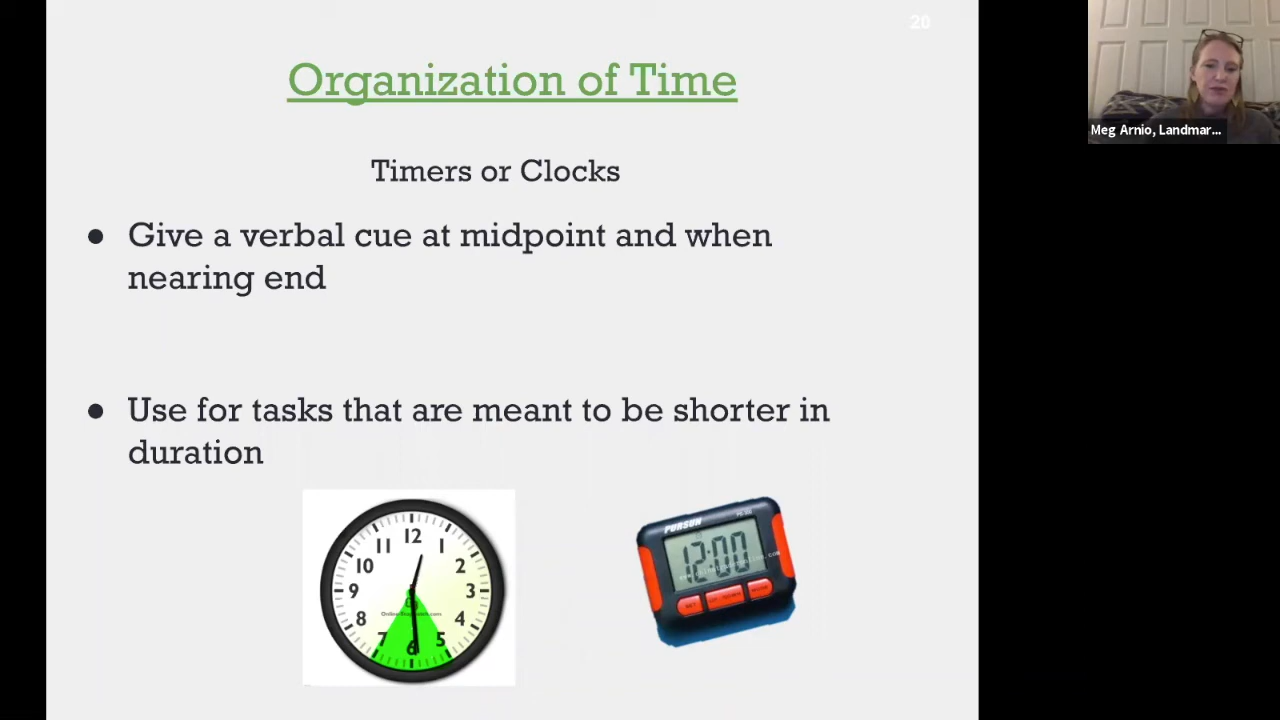 20
Organization of Time
Timers or Clocks
● Give a verbal cue at midpoint and when
nearing end
● Use for tasks that are meant to be shorter in
duration
12
11 1
10 2
9 3
8 4
7 6 5
12:00
Meg Arnio, Landmar...